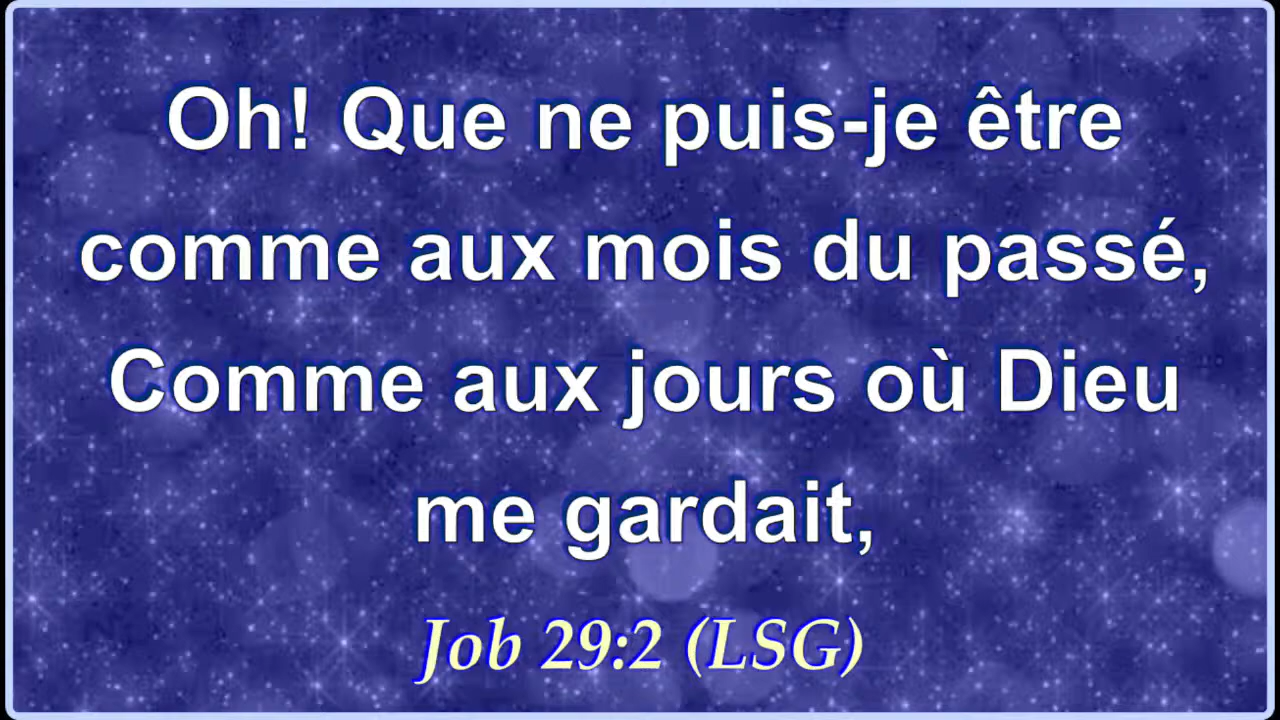 Oh! Que ne puis-je être
comme aux mois du passé,
Comme aux jours où Dieu
me gardait,
Job 29:2 (LSG)